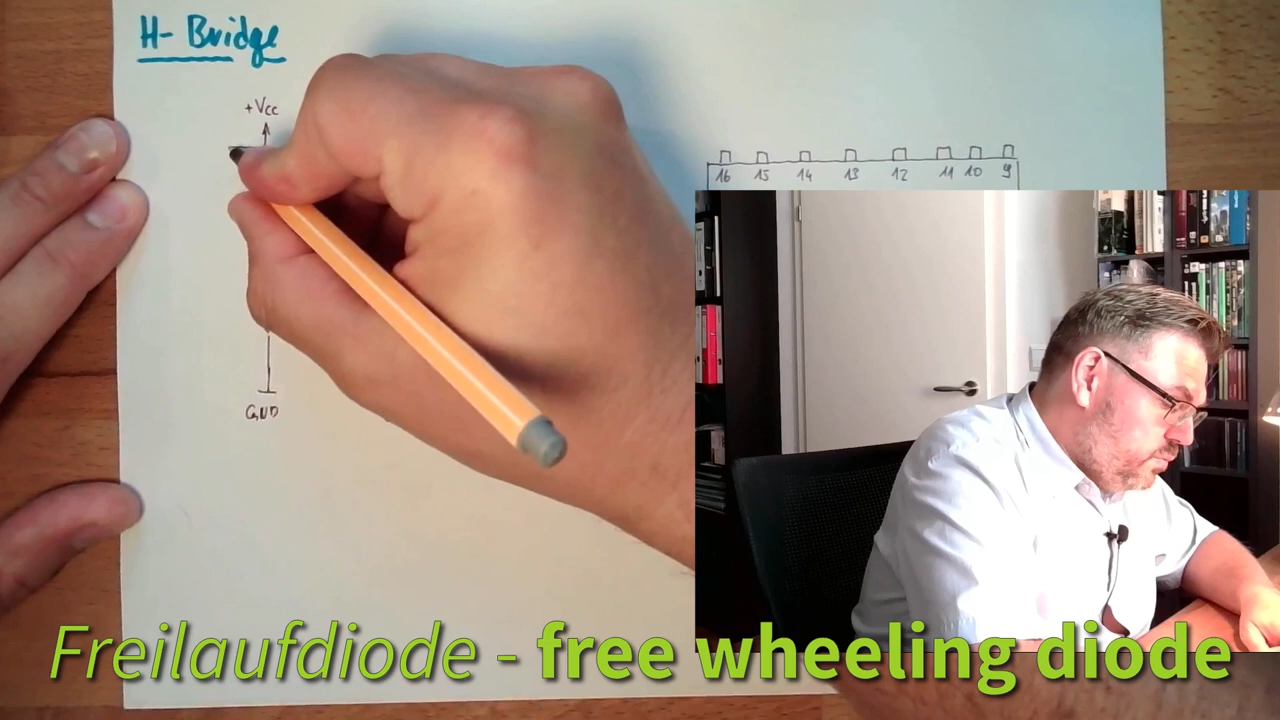 H-Bridge
+Vcc
16 15 14 13 12 11 10 9
GND
Freilaufdiode - free wheeling diode